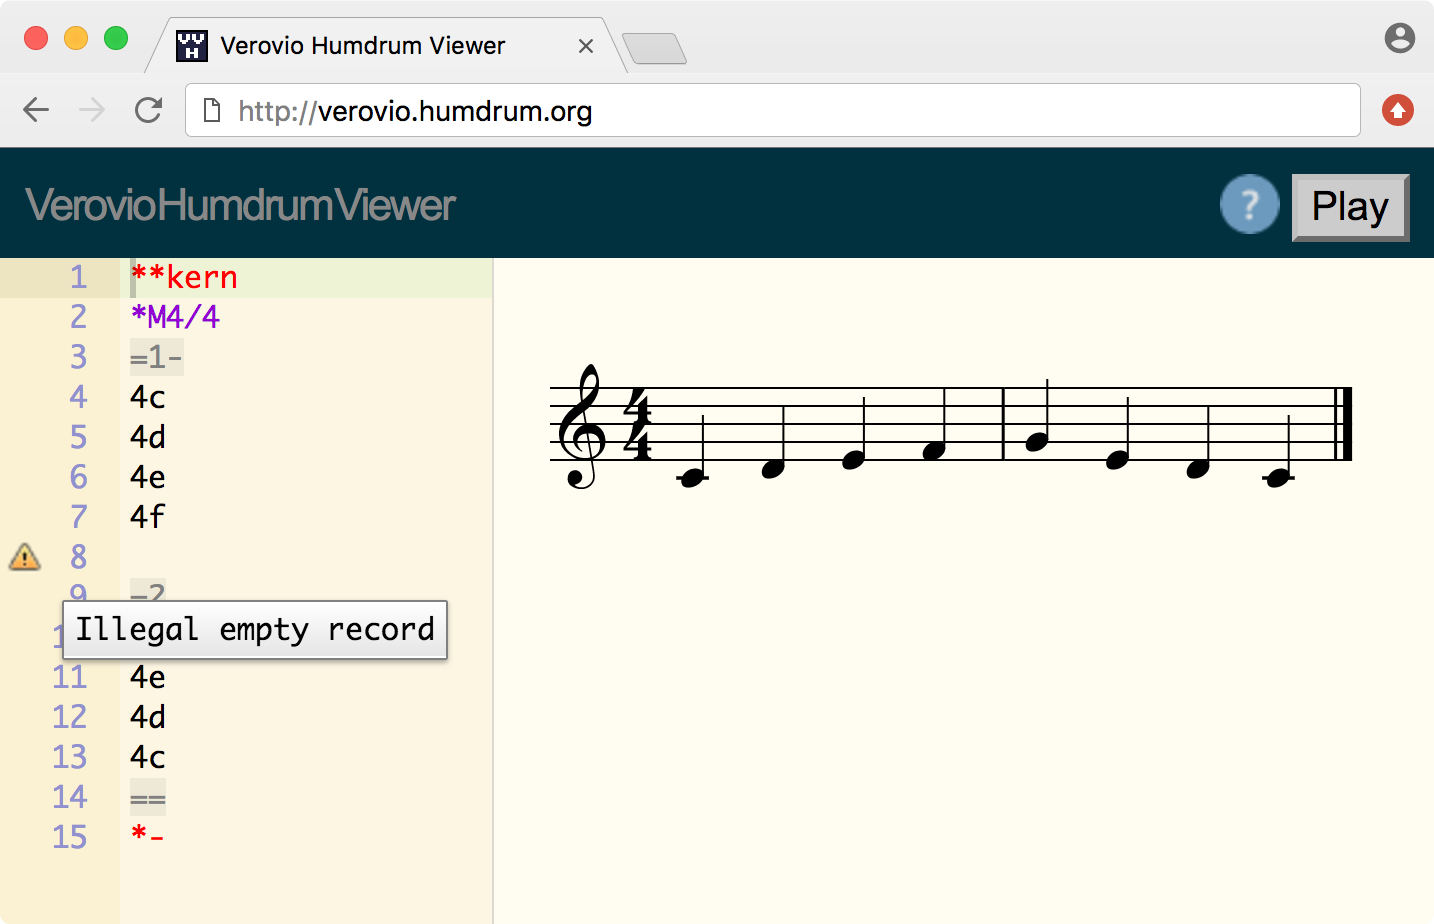 Verovio Humdrum Viewer
http://verovio.humdrum.org
VerovioHumdrumViewer
?
Play
1 **kern
2 *M4/4
3 =1-
4 4c
5 4d
6 4e
7 4f
8
9 =2
Illegal empty record
11 4e
12 4d
13 4c
14 ==
15 *-
4
4